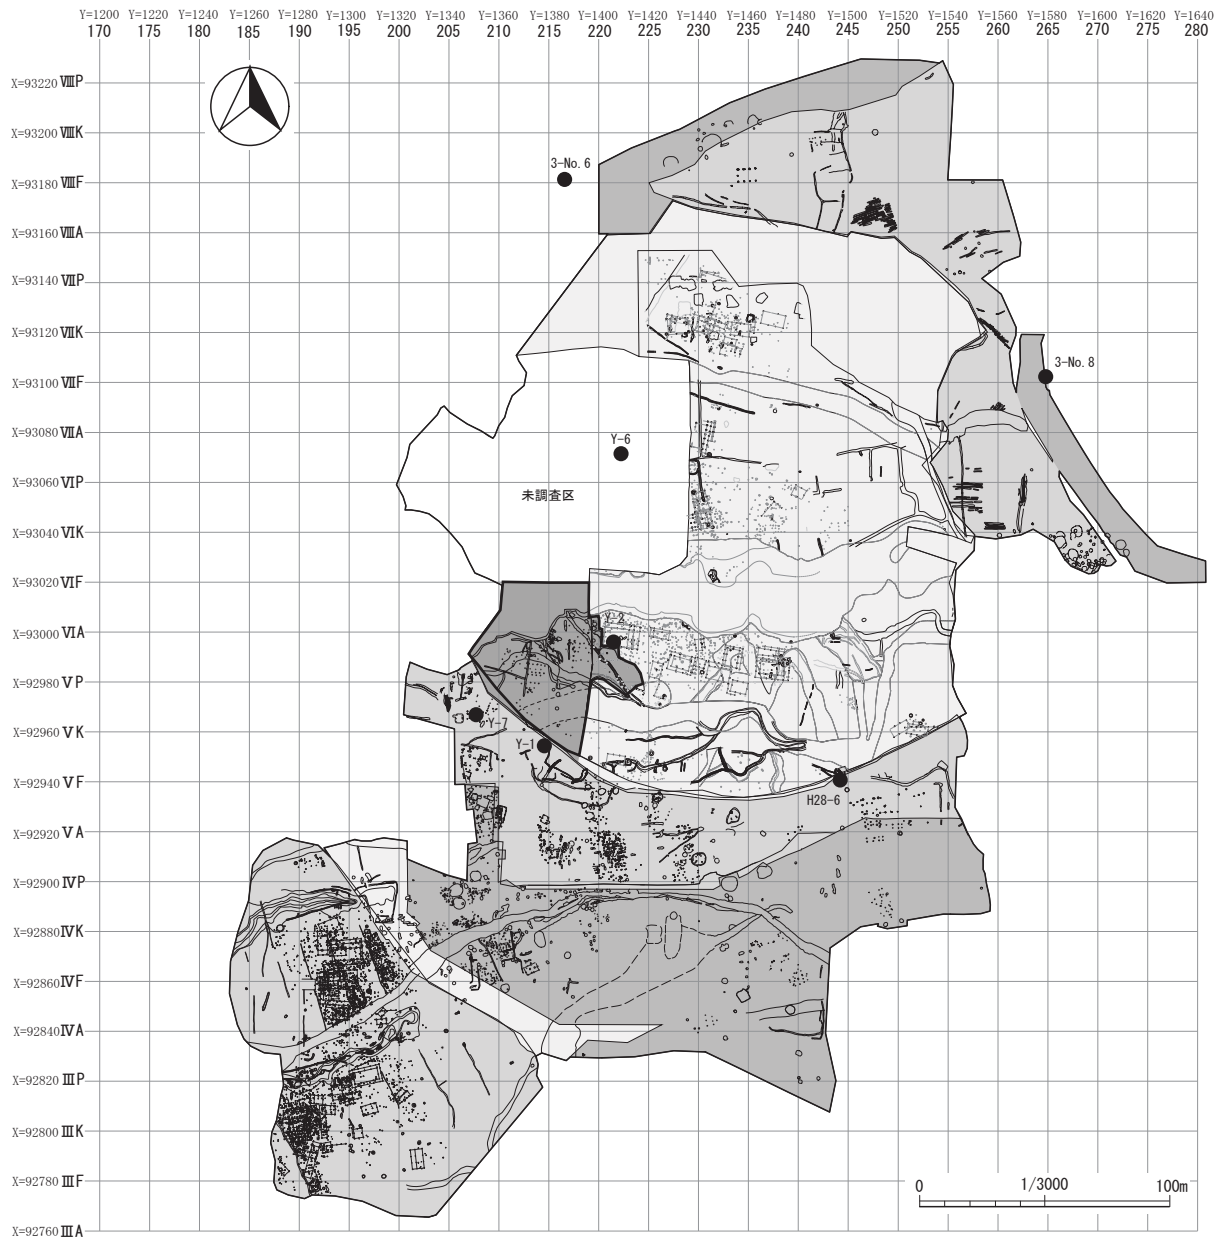 Y=1200 Y=1220 Y=1240 Y=1260 Y=1280 Y=1300 Y=1320 Y=1340 Y=1360 Y=1380 Y=1400 Y=1420 Y=1440 Y=1460 Y=1480 Y=1500 Y=1520 Y=1540 Y=1560 Y=1580 Y=1600 Y=1620 Y=1640
170 175 180 185 190 195 200 205 210 215 220 225 230 235 240 245 250 255 260 265 270 275 280
X=93220 ⅧP
X=93200 ⅧK
3-No.6
X=93180 ⅧF
X=93160 ⅧA
X=93140 ⅦP
X=93120 ⅦK
3-No.8
X=93100 ⅦF
X=93080 ⅦA
Y-6
X=93060 ⅥP
未調査区
X=93040 ⅥK
X=93020 ⅥF
Y-2
X=93000 ⅥA
X=92980 ⅤP
Y-7
X=92960 ⅤK
Y-1
X=92940 ⅤF
H28-6
X=92920 ⅤA
X=92900 ⅣP
X=92880 ⅣK
X=92860 ⅣF
X=92840 ⅣA
X=92820 ⅢP
X=92800 ⅢK
X=92780 ⅢF
0 1/3000 100m
X=92760 ⅢA